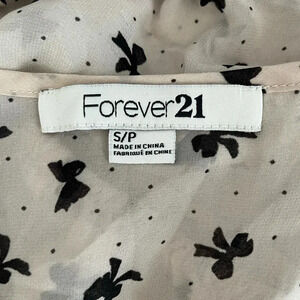 Forever21
S/P
MADE IN CHINA
FABRIQUÉ EN CHINE